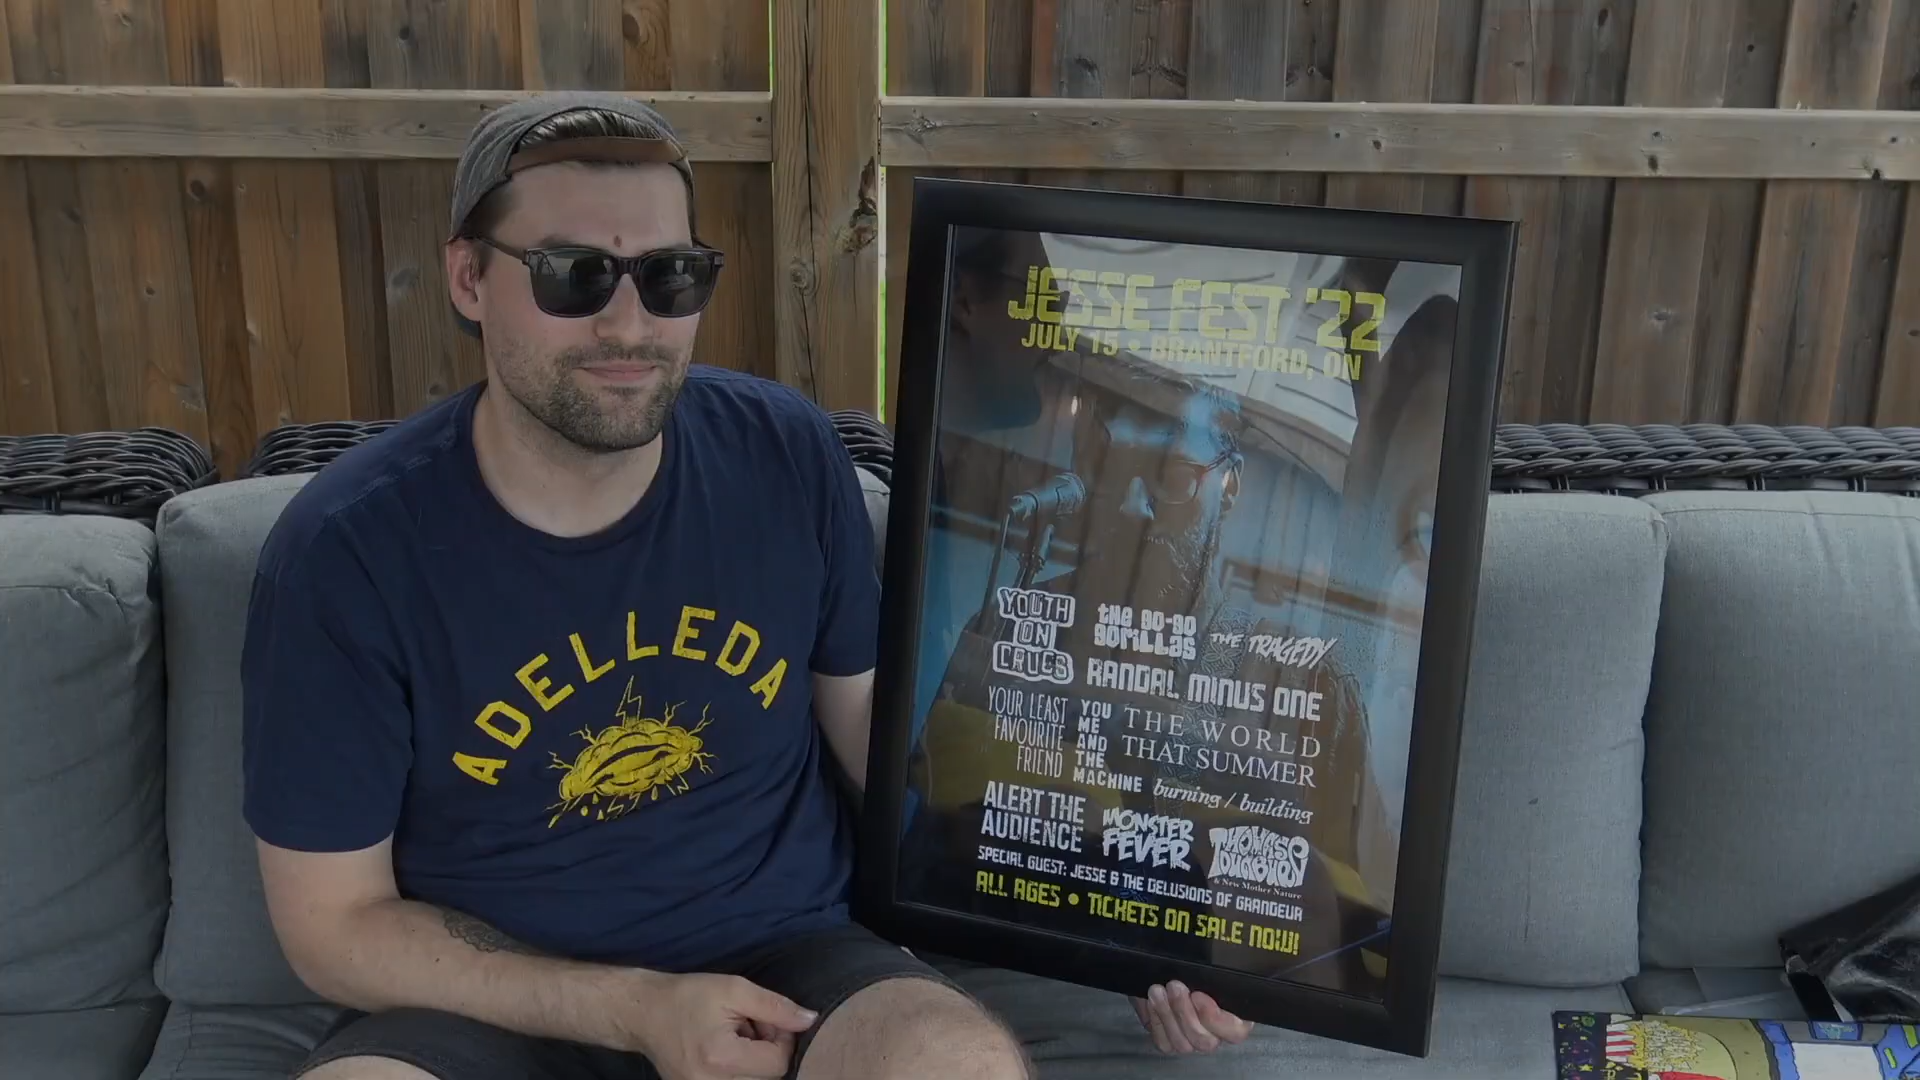 ADELLEDA
JESSE FEST '22
JULY 15 • BRANTFORD, ON
YOUTH
ON
DRUGS
the go-go
gorillas
THE TRAGEDY
RANDAL MINUS ONE
YOUR LEAST
FAVOURITE
FRIEND
YOU
ME
AND
THE
MACHINE
THE WORLD
THAT SUMMER
burning / building
ALERT THE
AUDIENCE
MONSTER
FEVER
THOMAS
& New Mother Nature
SPECIAL GUEST: JESSE & THE DELUSIONS OF GRANDEUR
ALL AGES • TICKETS ON SALE NOW!